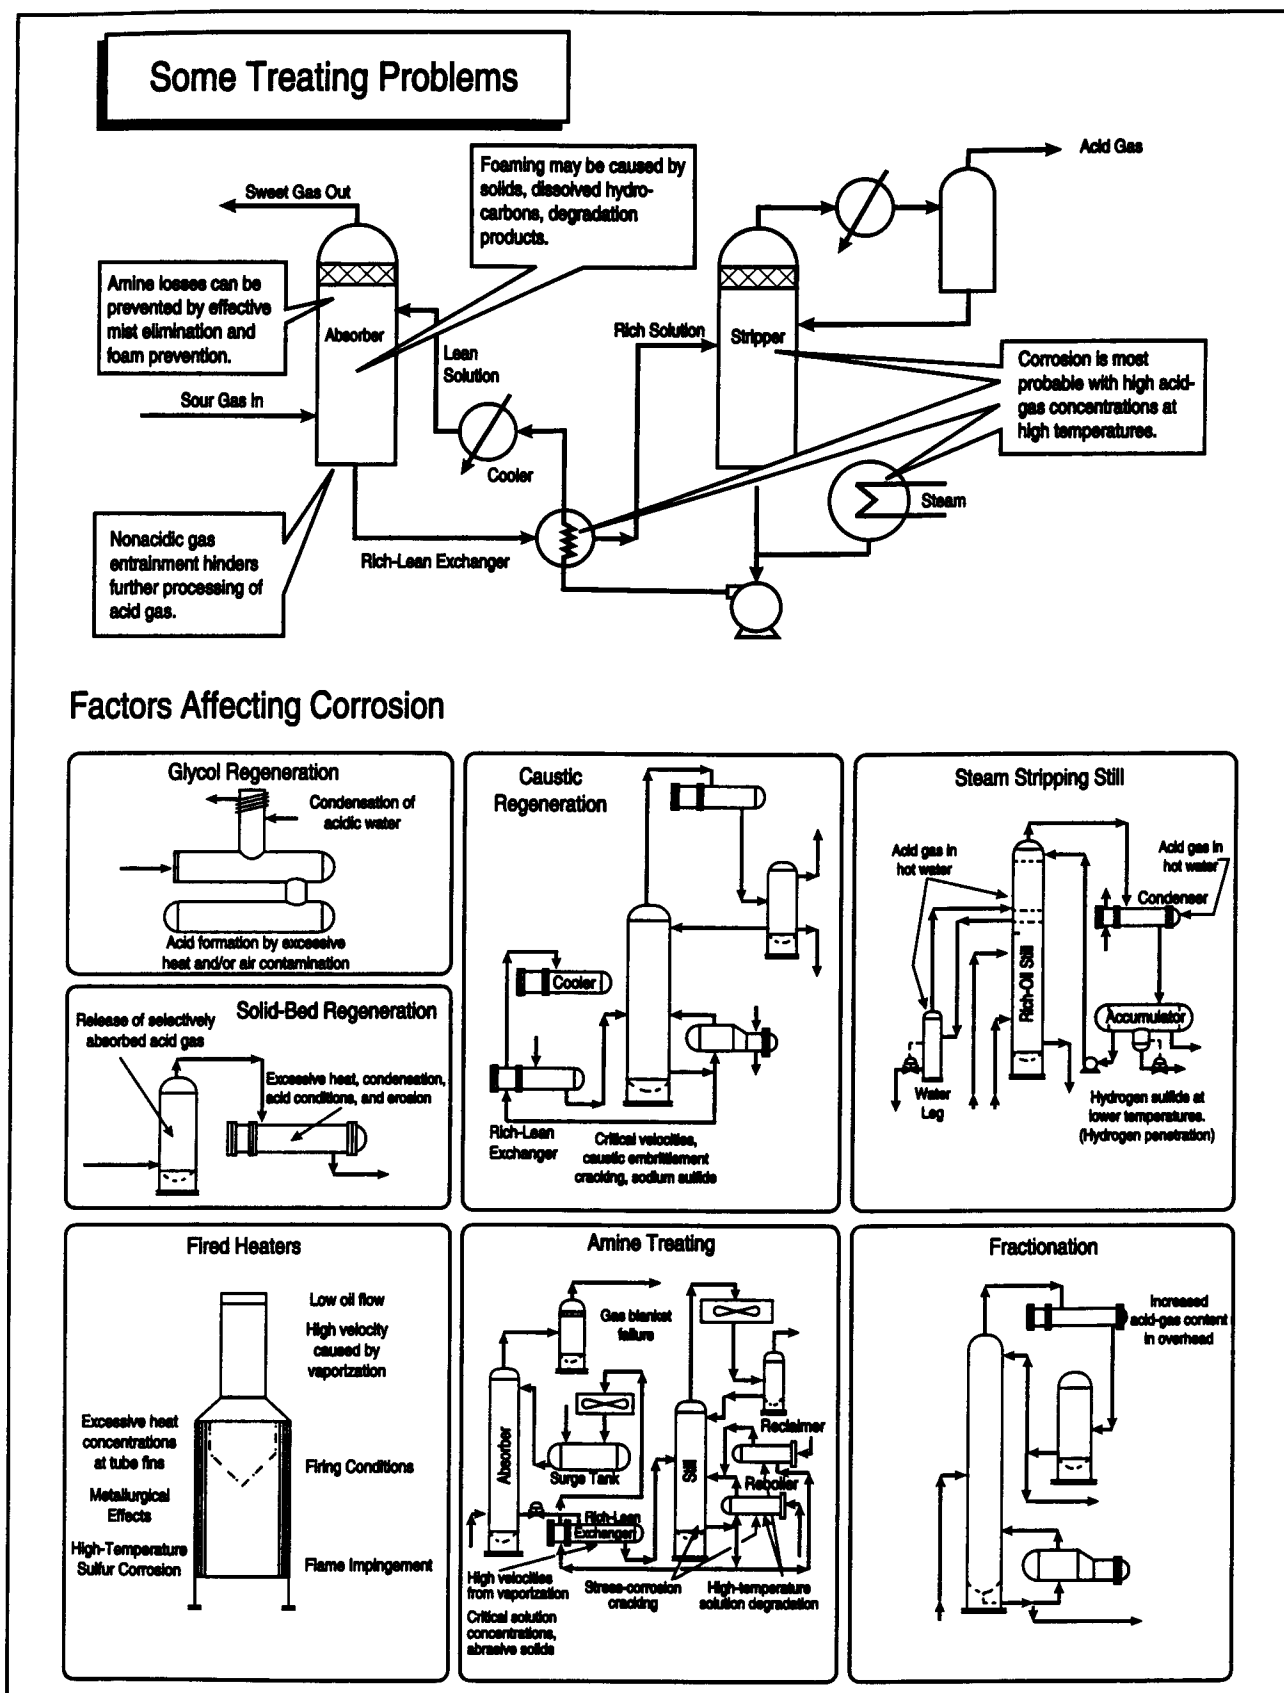 Some Treating Problems
Acid Gas
Foaming may be caused by
solids, dissolved hydro-
carbons, degradation
products.
Sweet Gas Out
Amine losses can be
prevented by effective
mist elimination and
foam prevention.
Absorber
Rich Solution
Stripper
Lean
Solution
Corrosion is most
probable with high acid-
gas concentrations at
high temperatures.
Sour Gas In
Cooler
Steam
Nonacidic gas
entrainment hinders
further processing of
acid gas.
Rich-Lean Exchanger
Factors Affecting Corrosion
Glycol Regeneration
Condensation of
acidic water
Acid formation by excessive
heat and/or air contamination
Solid-Bed Regeneration
Release of selectively
absorbed acid gas
Excessive heat, condensation,
acid conditions, and erosion
Caustic
Regeneration
Cooler
Rich-Lean
Exchanger
Critical velocities,
caustic embrittlement
cracking, sodium sulfide
Steam Stripping Still
Acid gas in
hot water
Acid gas in
hot water
Condenser
Rich-Oil Still
Accumulator
Water
Leg
Hydrogen sulfide at
lower temperatures.
(Hydrogen penetration)
Fired Heaters
Low oil flow
High velocity
caused by
vaporization
Excessive heat
concentrations
at tube fins
Firing Conditions
Metallurgical
Effects
High-Temperature
Sulfur Corrosion
Flame Impingement
Amine Treating
Gas blanket
failure
Absorber
Surge Tank
Still
Reclaimer
Reboiler
Rich-Lean
Exchanger
High velocities
from vaporization
Stress-corrosion
cracking
High-temperature
solution degradation
Critical solution
concentrations,
abrasive solids
Fractionation
Increased
acid-gas content
in overhead